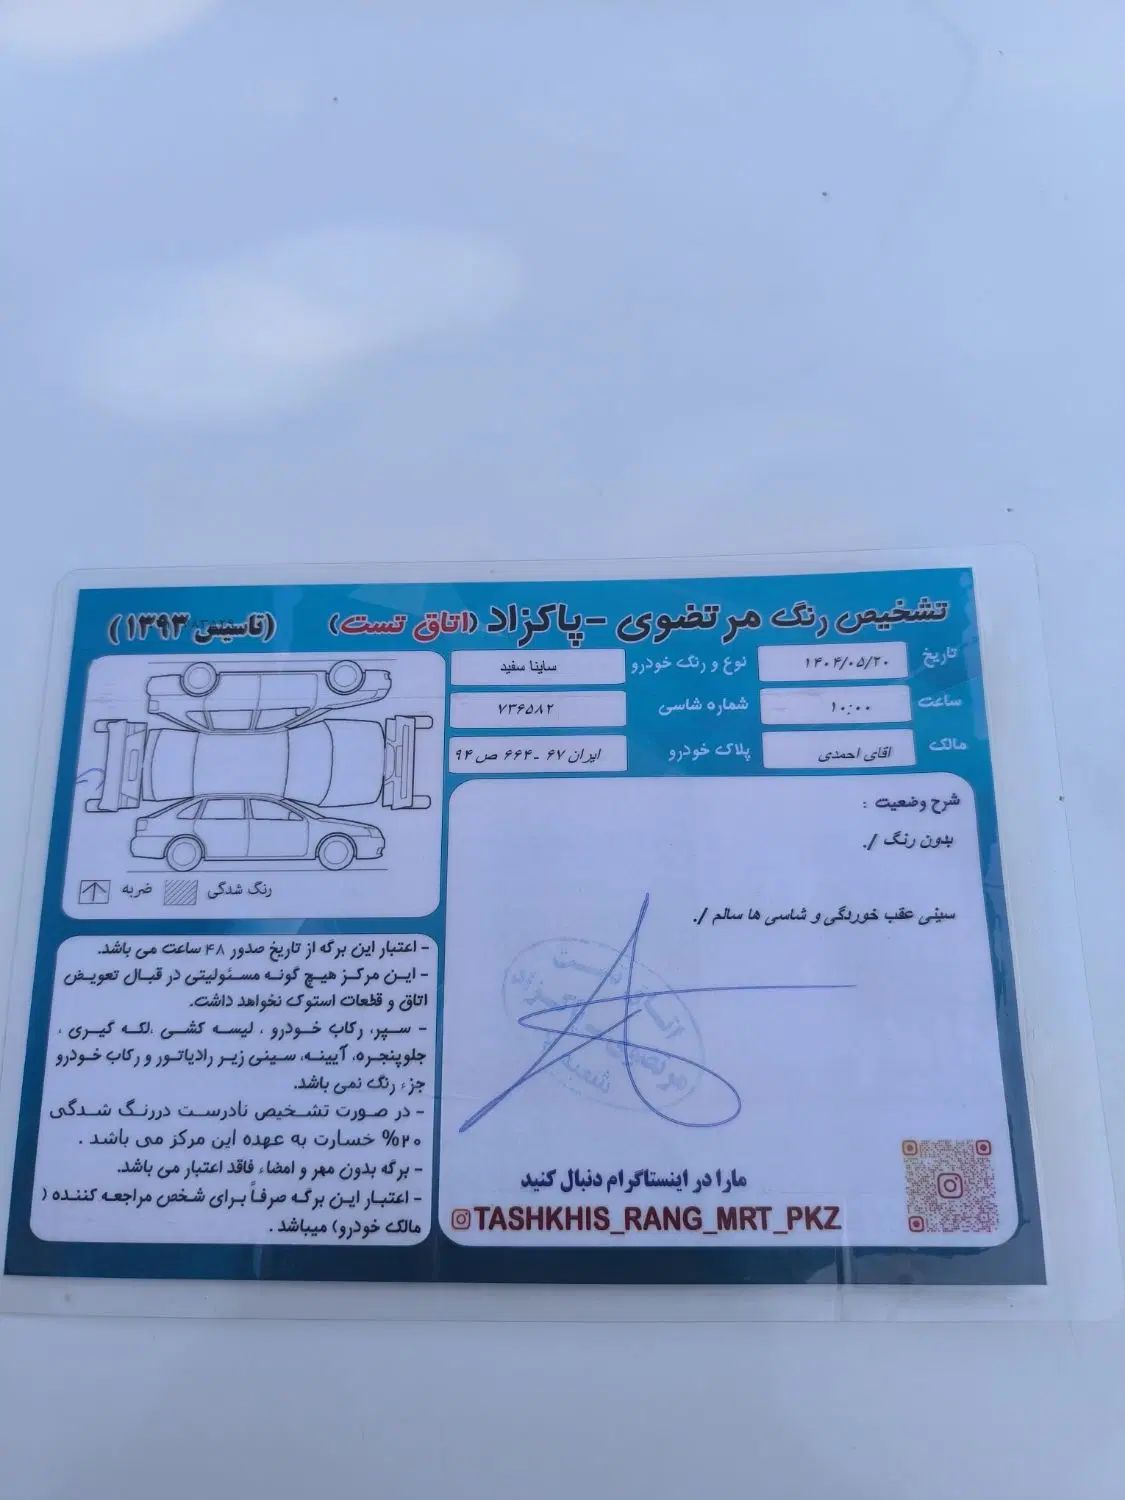 تشخیص رنگ مرتضوی - پاکزاد (اتاق تست) (تاسیس ۱۳۹۳)
تاریخ ۱۴۰۴/۰۵/۲۰ نوع و رنگ خودرو ساینا سفید
ساعت ۱۰:۰۰ شماره شاسی ۷۳۶۵۸۲
مالک اقای احمدی پلاک خودرو ایران ۶۷ - ۶۶۴ ص ۹۴
شرح وضعیت :
بدون رنگ /.
سینی عقب خوردگی و شاسی ها سالم /.
مارا در اینستاگرام دنبال کنید
TASHKHIS_RANG_MRT_PKZ
رنگ شدگی ضربه
- اعتبار این برگه از تاریخ صدور ۴۸ ساعت می باشد.
- این مرکز هیچ گونه مسئولیتی در قبال تعویض
اتاق و قطعات استوک نخواهد داشت.
- سپر، رکاب خودرو ، لیسه کشی ،لکه گیری ،
جلوپنجره، آیینه، سینی زیر رادیاتور و رکاب خودرو
جزء رنگ نمی باشد.
- در صورت تشخیص نادرست دررنگ شدگی
۲۰% خسارت به عهده این مرکز می باشد .
- برگه بدون مهر و امضاء فاقد اعتبار می باشد.
- اعتبار این برگه صرفاً برای شخص مراجعه کننده (
مالک خودرو) میباشد .